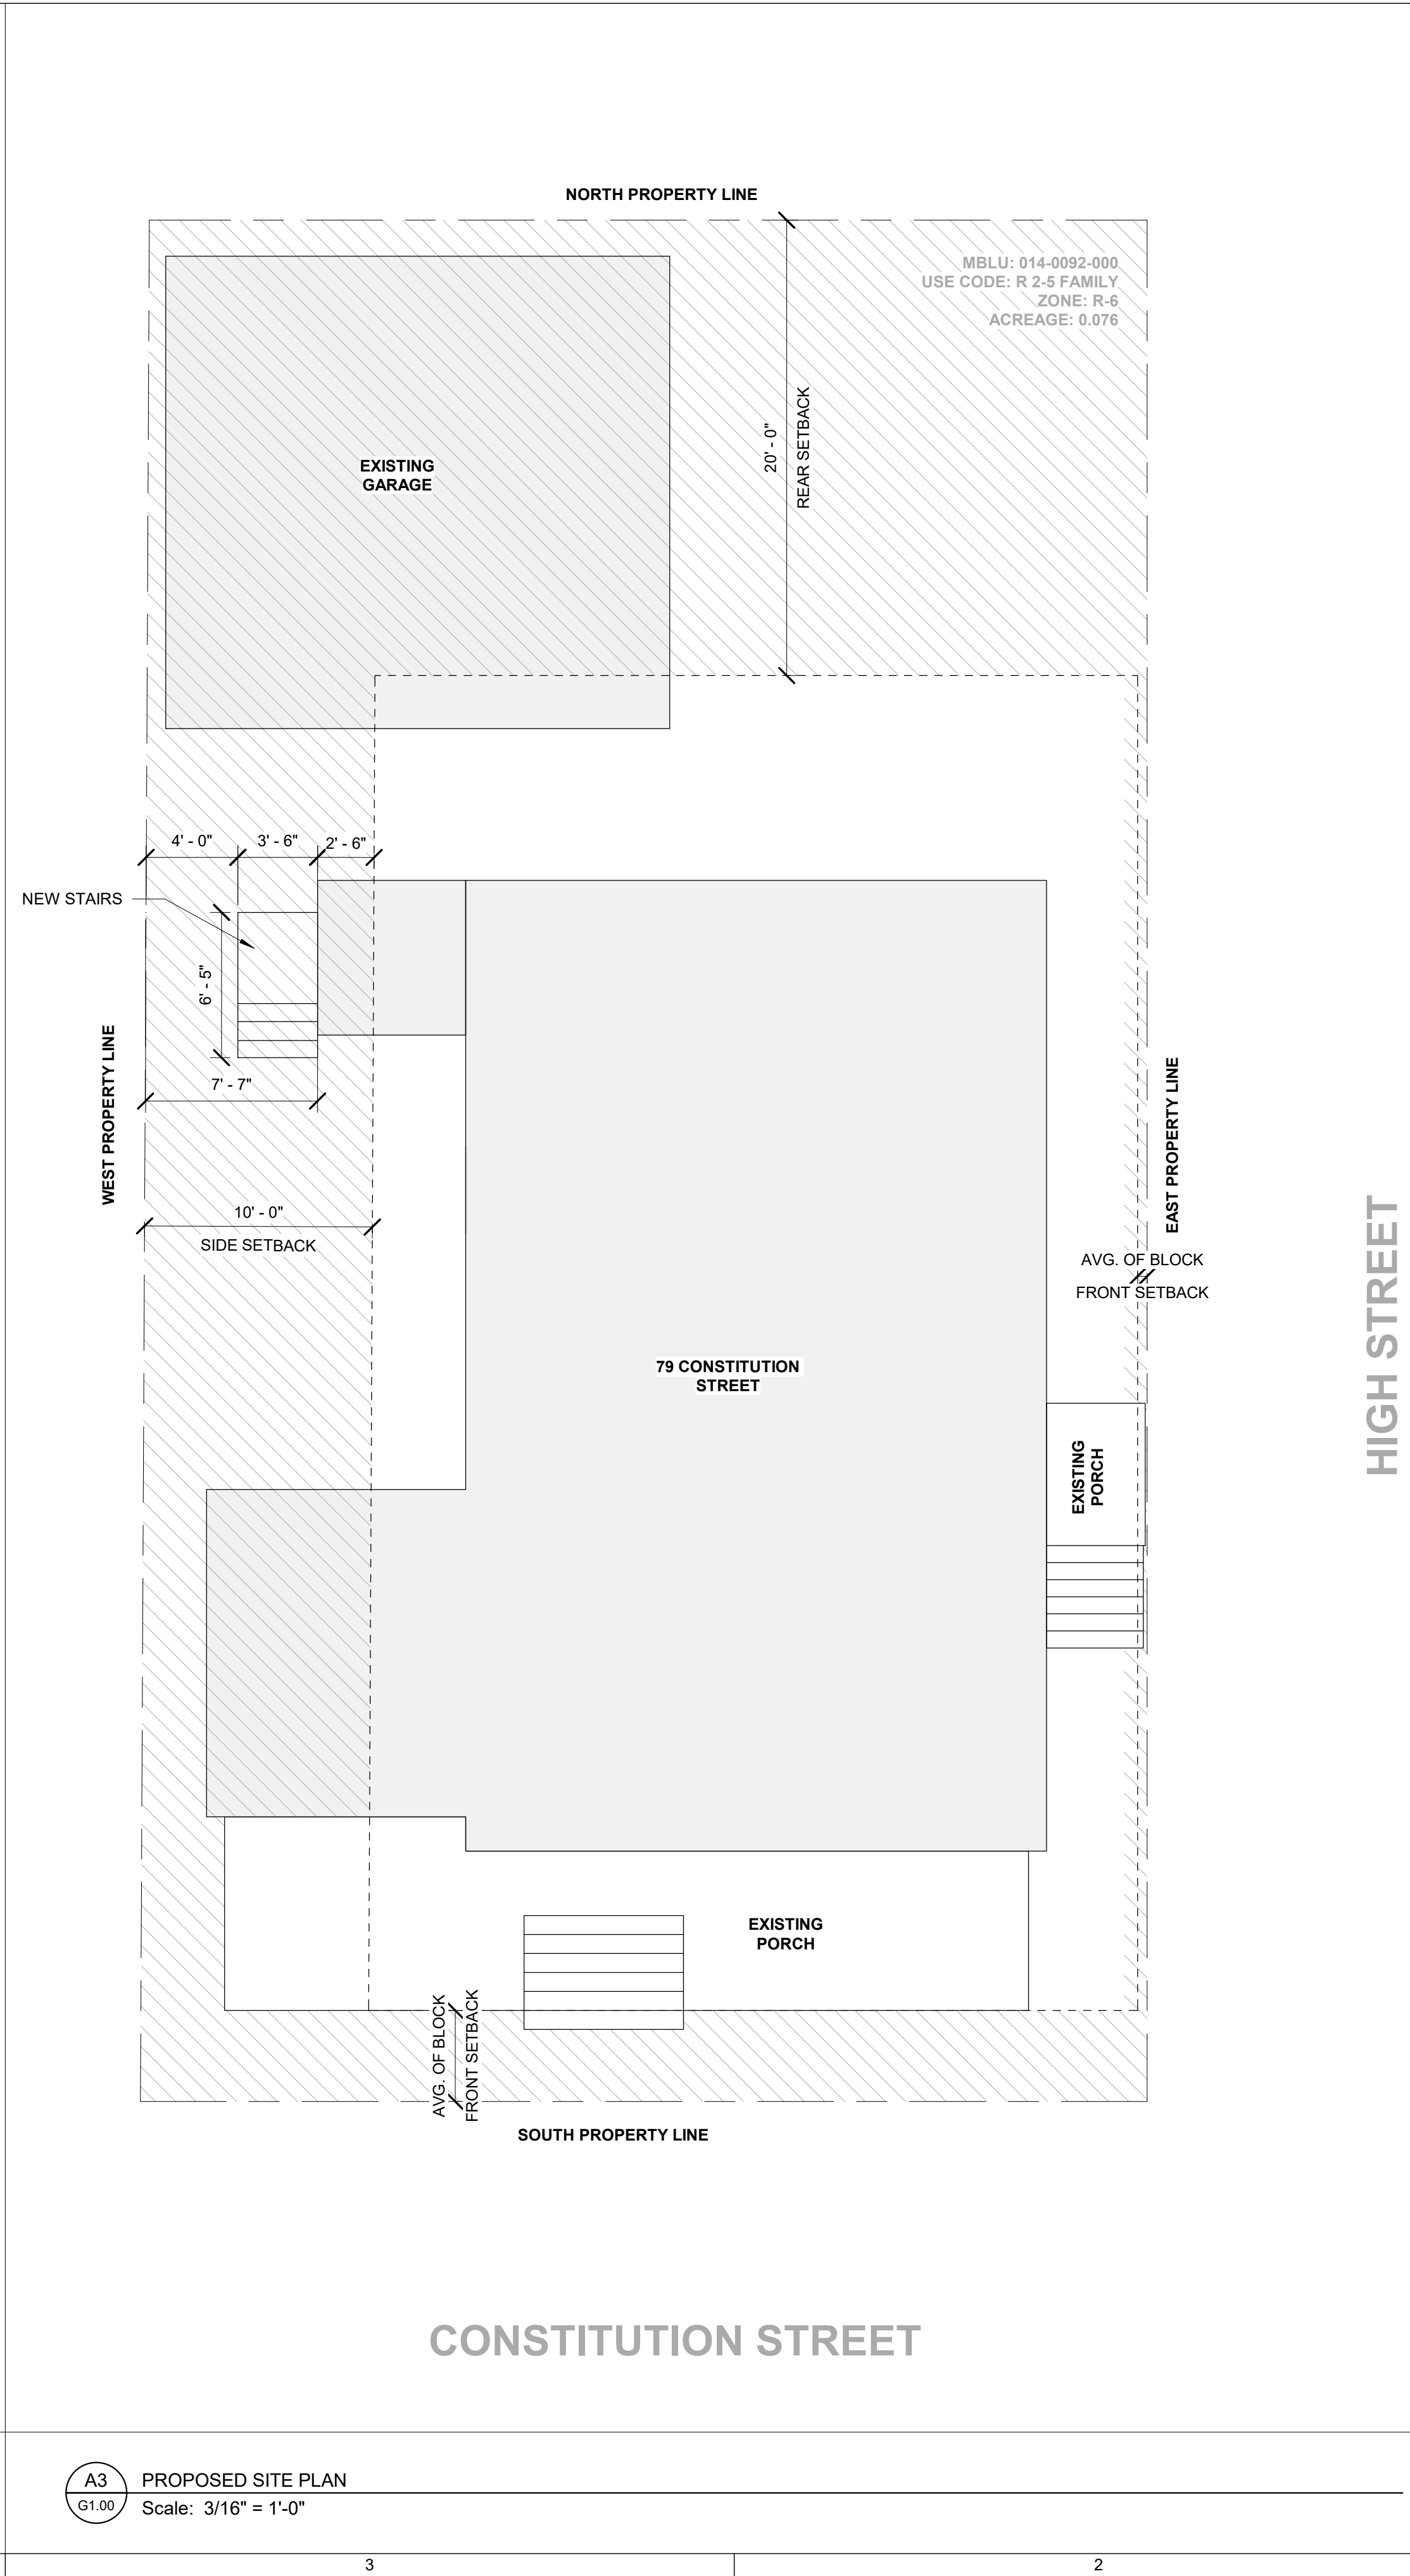 NORTH PROPERTY LINE
MBLU: 014-0092-000
USE CODE: R 2-5 FAMILY
ZONE: R-6
ACREAGE: 0.076
EXISTING
GARAGE
20' - 0"
REAR SETBACK
4' - 0"
3' - 6"
2' - 6"
NEW STAIRS
6' - 5"
7' - 7"
WEST PROPERTY LINE
EAST PROPERTY LINE
10' - 0"
SIDE SETBACK
AVG. OF BLOCK
FRONT SETBACK
HIGH STREET
79 CONSTITUTION
STREET
EXISTING
PORCH
EXISTING
PORCH
AVG. OF BLOCK
FRONT SETBACK
SOUTH PROPERTY LINE
CONSTITUTION STREET
A3
G1.00
PROPOSED SITE PLAN
Scale: 3/16" = 1'-0"
3
2